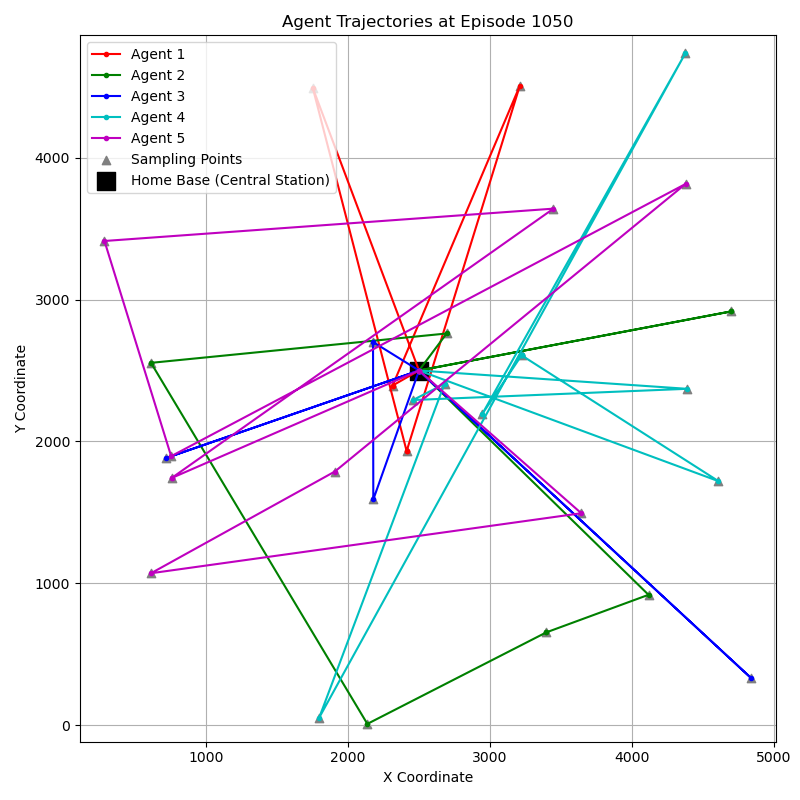 Agent Trajectories at Episode 1050
Agent 1
Agent 2
Agent 3
Agent 4
Agent 5
Sampling Points
Home Base (Central Station)
Y Coordinate
4000
3000
2000
1000
0
1000
2000
3000
4000
5000
X Coordinate